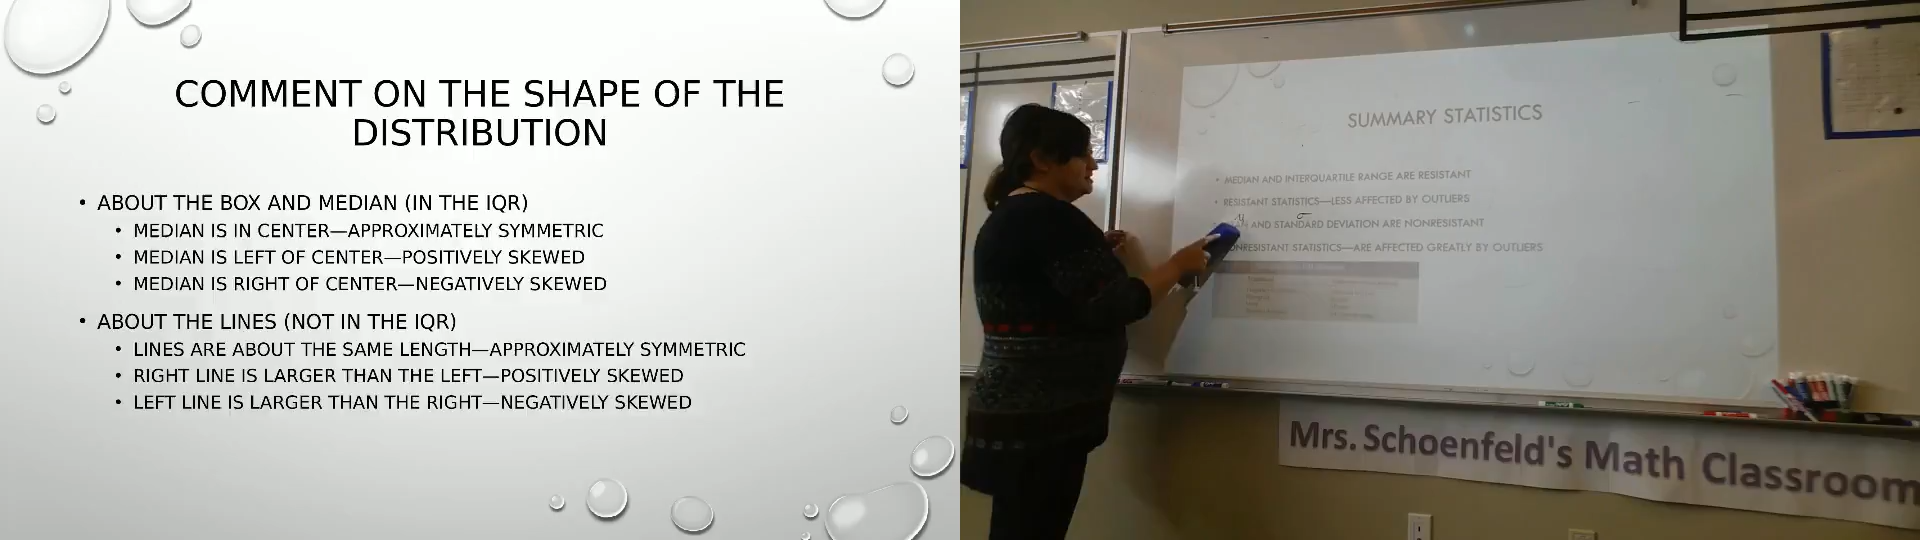 COMMENT ON THE SHAPE OF THE
DISTRIBUTION
• ABOUT THE BOX AND MEDIAN (IN THE IQR)
• MEDIAN IS IN CENTER—APPROXIMATELY SYMMETRIC
• MEDIAN IS LEFT OF CENTER—POSITIVELY SKEWED
• MEDIAN IS RIGHT OF CENTER—NEGATIVELY SKEWED
• ABOUT THE LINES (NOT IN THE IQR)
• LINES ARE ABOUT THE SAME LENGTH—APPROXIMATELY SYMMETRIC
• RIGHT LINE IS LARGER THAN THE LEFT—POSITIVELY SKEWED
• LEFT LINE IS LARGER THAN THE RIGHT—NEGATIVELY SKEWED
SUMMARY STATISTICS
• MEDIAN AND INTERQUARTILE RANGE ARE RESISTANT
• RESISTANT STATISTICS—LESS AFFECTED BY OUTLIERS
σ
AND STANDARD DEVIATION ARE NONRESISTANT
STATISTICS—ARE AFFECTED GREATLY BY OUTLIERS
Mrs. Schoenfeld's Math Classroom